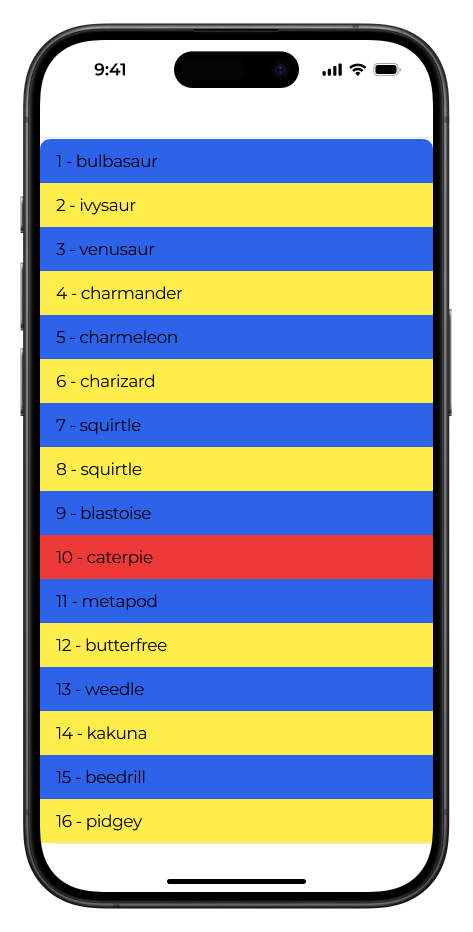 9:41
1 - bulbasaur
2 - ivysaur
3 - venusaur
4 - charmander
5 - charmeleon
6 - charizard
7 - squirtle
8 - squirtle
9 - blastoise
10 - caterpie
11 - metapod
12 - butterfree
13 - weedle
14 - kakuna
15 - beedrill
16 - pidgey